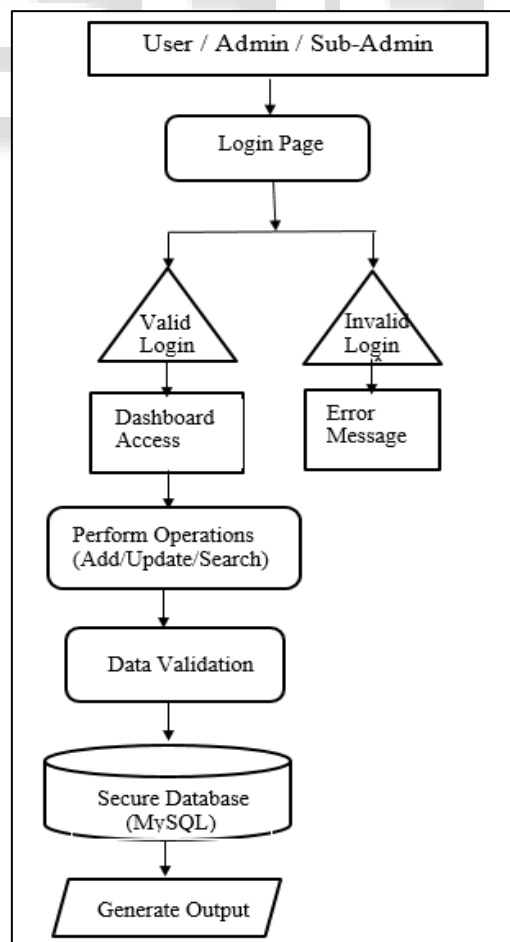 User / Admin / Sub-Admin
Login Page
Valid
Login
Invalid
Login
Dashboard
Access
Error
Message
Perform Operations
(Add/Update/Search)
Data Validation
Secure Database
(MySQL)
Generate Output